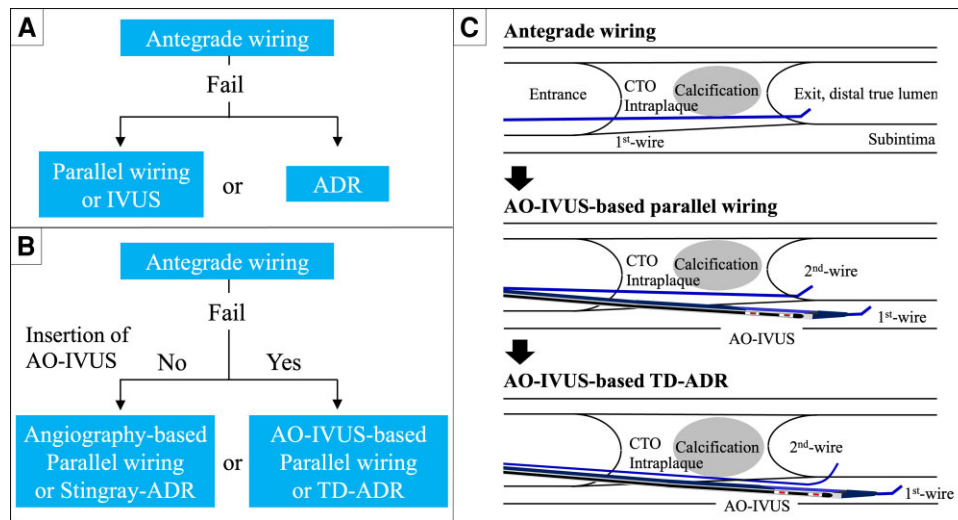 A
Antegrade wiring
Fail
Parallel wiring
or IVUS
or
ADR
B
Antegrade wiring
Fail
Insertion of
AO-IVUS
No
Yes
Angiography-based
Parallel wiring
or Stingray-ADR
or
AO-IVUS-based
Parallel wiring
or TD-ADR
C
Antegrade wiring
Entrance
CTO
Intraplaque
Calcification
Exit, distal true lumen
1st-wire
Subintima
AO-IVUS-based parallel wiring
CTO
Intraplaque
Calcification
2nd-wire
1st-wire
AO-IVUS
AO-IVUS-based TD-ADR
CTO
Intraplaque
Calcification
2nd-wire
1st-wire
AO-IVUS